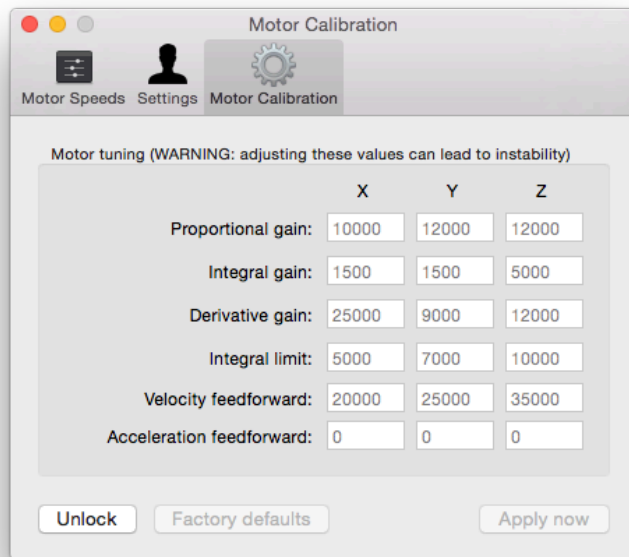 Motor Calibration
Motor Speeds Settings Motor Calibration
Motor tuning (WARNING: adjusting these values can lead to instability)
X Y Z
Proportional gain: 10000 12000 12000
Integral gain: 1500 1500 5000
Derivative gain: 25000 9000 12000
Integral limit: 5000 7000 10000
Velocity feedforward: 20000 25000 35000
Acceleration feedforward: 0 0 0
Unlock Factory defaults Apply now